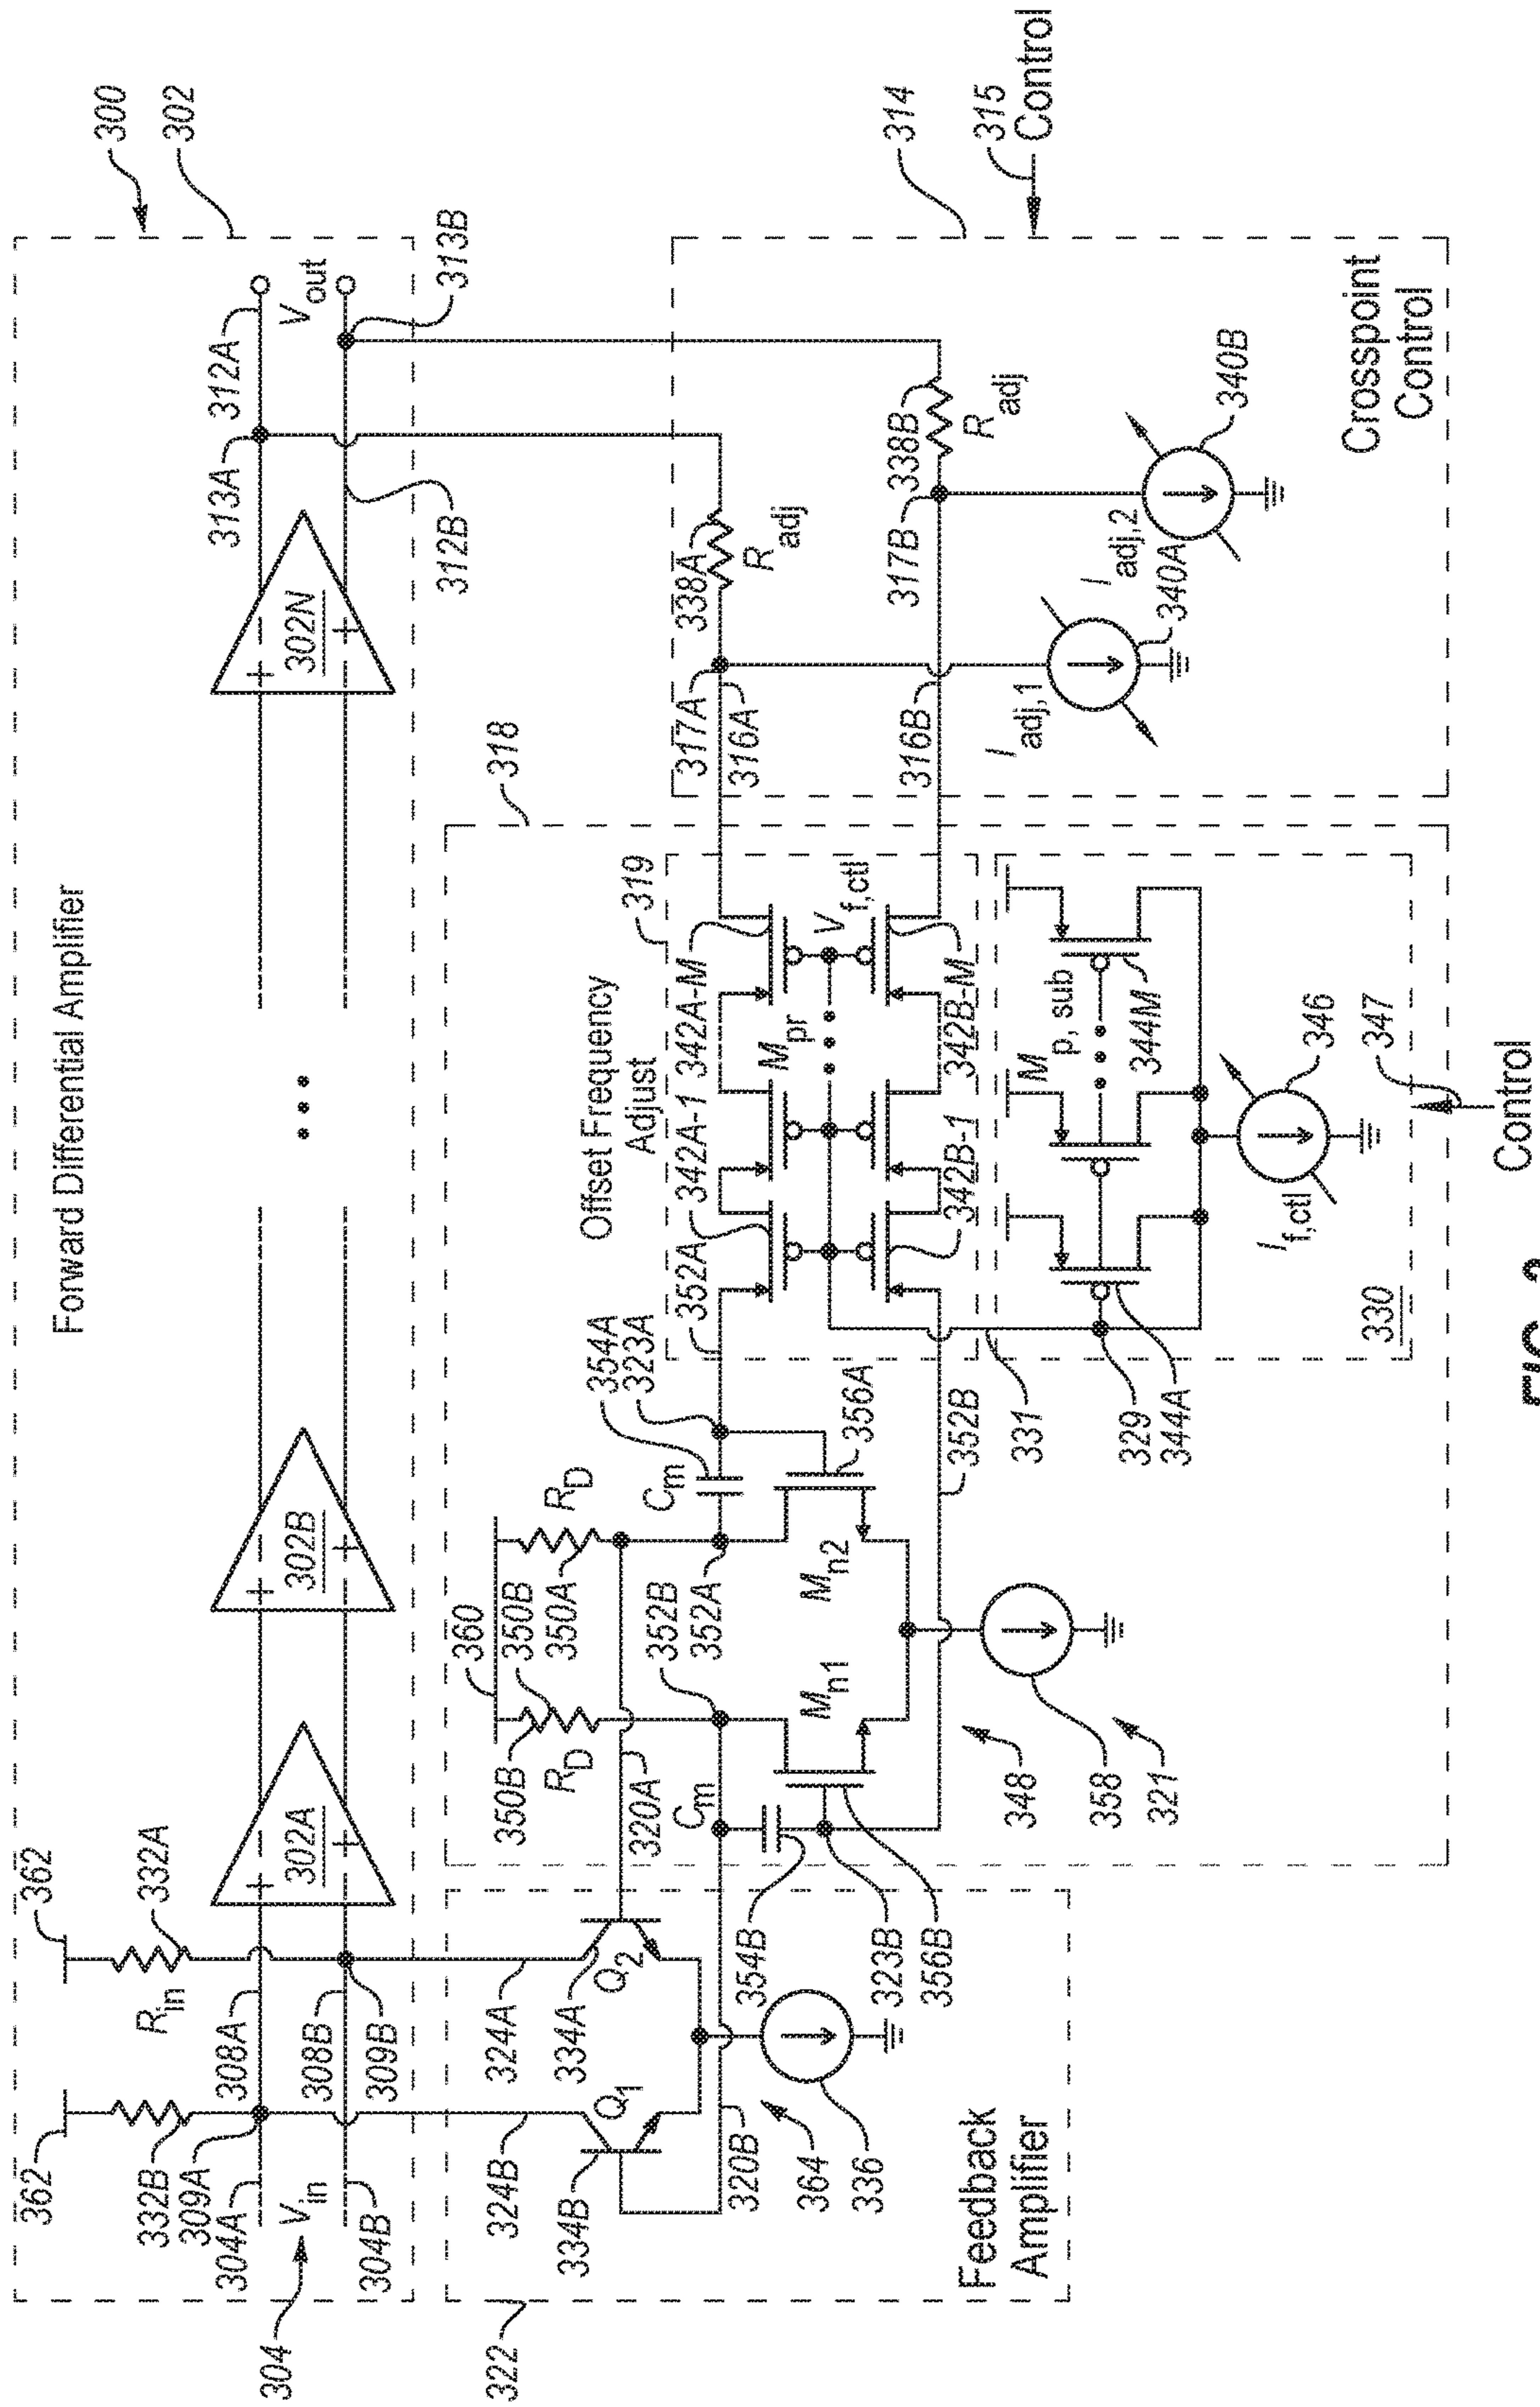 Forward Differential Amplifier
300
302
362
362
332B
332A
R in
309A
304A
304
V in
304B
308A
308B
309B
302A
302B
302N
313A
312A
V out
312B
313B
318
322
324B
324A
334B
Q1
334A
Q2
320B
320A
364
336
Feedback
Amplifier
360
350B
350B
350A
R D
R D
352B
352A
C m
C m
354A
323A
354B
323B
356B
M n1
M n2
356A
348
358
321
352A
352B
Offset Frequency
Adjust
319
342A-1
342A-M
M pr
V f,ctl
342B-1
342B-M
331
329
344A
M p, sub
344M
I f,ctl
346
330
347
Control
317A
316A
338A
R adj
316B
317B
338B
R adj
I adj,1
340A
I adj,2
340B
Crosspoint
Control
314
315
Control